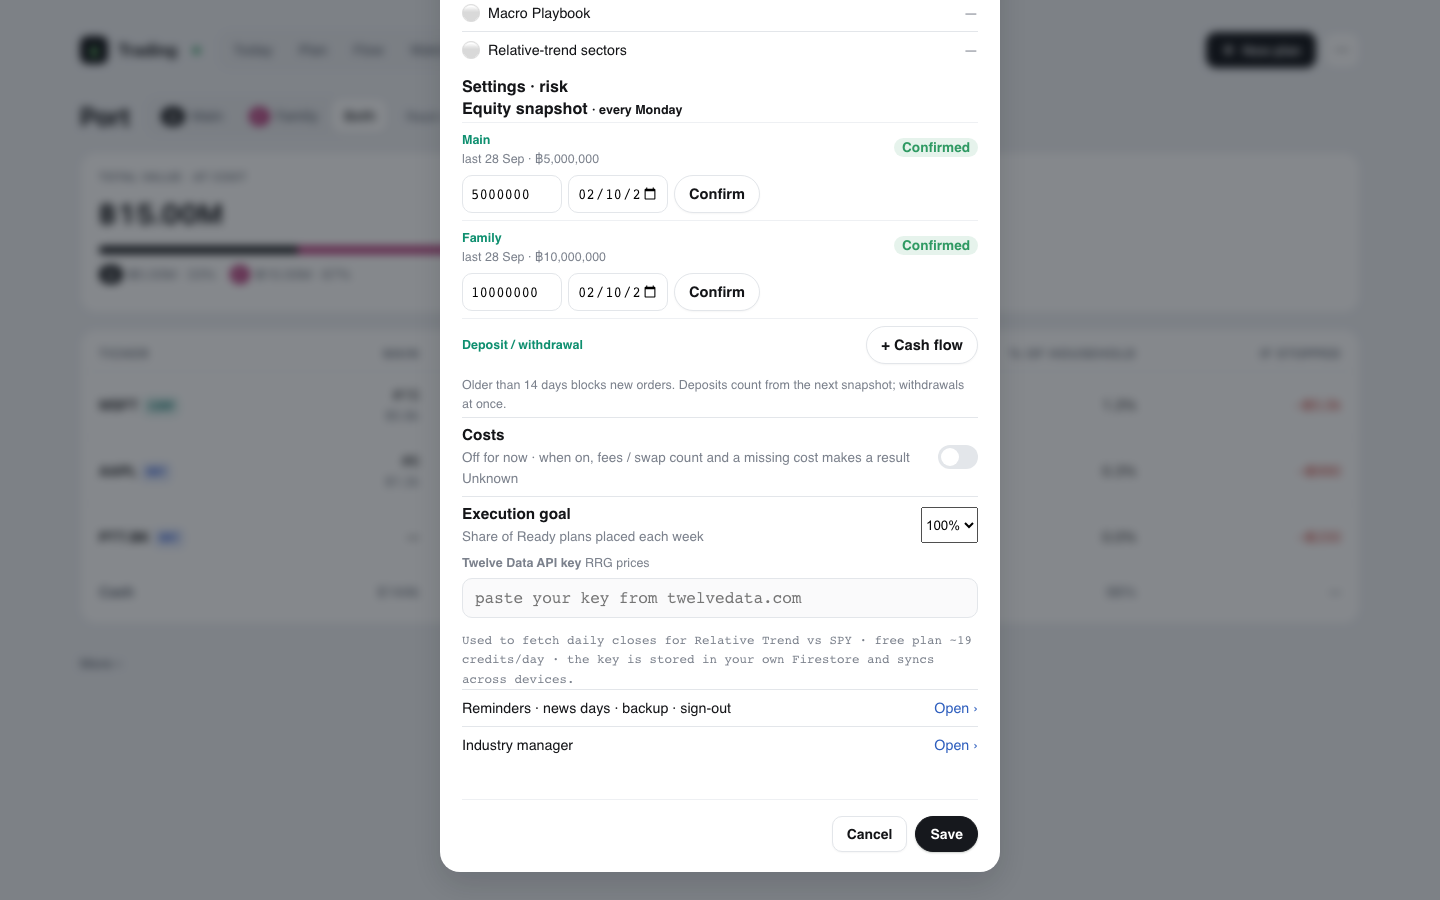 Macro Playbook —
Relative-trend sectors —
Settings · risk
Equity snapshot · every Monday
Main
Confirmed
last 28 Sep · ฿5,000,000
5000000 02/10/2 Confirm
Family
Confirmed
last 28 Sep · ฿10,000,000
10000000 02/10/2 Confirm
Deposit / withdrawal + Cash flow
Older than 14 days blocks new orders. Deposits count from the next snapshot; withdrawals
at once.
Costs
Off for now · when on, fees / swap count and a missing cost makes a result
Unknown
Execution goal
100%
Share of Ready plans placed each week
Twelve Data API key RRG prices
paste your key from twelvedata.com
Used to fetch daily closes for Relative Trend vs SPY · free plan ~19
credits/day · the key is stored in your own Firestore and syncs
across devices.
Reminders · news days · backup · sign-out Open ›
Industry manager Open ›
Cancel Save
Trading
Port
฿15.00M